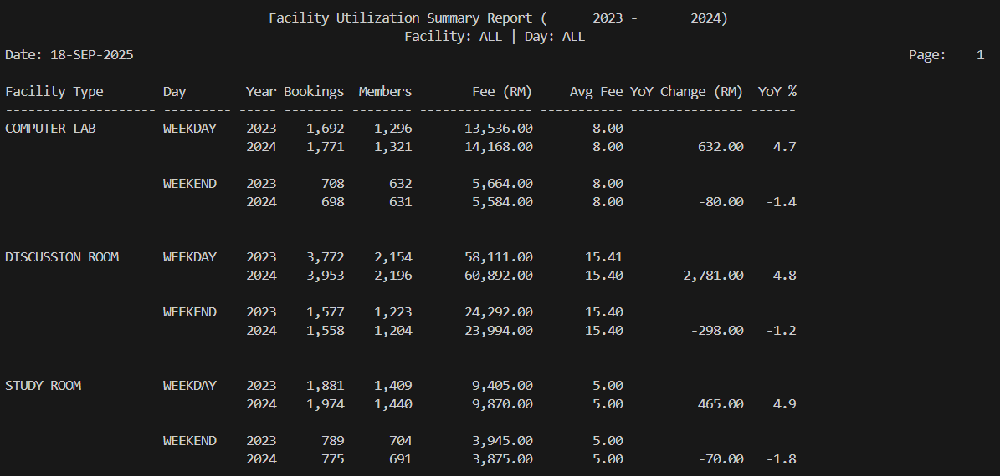 Facility Utilization Summary Report (      2023 -       2024)
Facility: ALL | Day: ALL
Date: 18-SEP-2025                                                                                                       Page:    1
Facility Type        Day        Year Bookings  Members        Fee (RM)     Avg Fee YoY Change (RM)  YoY %
-------------------- --------- ----- -------- -------- --------------- ----------- --------------- ------
COMPUTER LAB         WEEKDAY    2023    1,692    1,296       13,536.00        8.00
                                2024    1,771    1,321       14,168.00        8.00          632.00    4.7
                     WEEKEND    2023      708      632        5,664.00        8.00
                                2024      698      631        5,584.00        8.00          -80.00   -1.4
DISCUSSION ROOM      WEEKDAY    2023    3,772    2,154       58,111.00       15.41
                                2024    3,953    2,196       60,892.00       15.40        2,781.00    4.8
                     WEEKEND    2023    1,577    1,223       24,292.00       15.40
                                2024    1,558    1,204       23,994.00       15.40         -298.00   -1.2
STUDY ROOM           WEEKDAY    2023    1,881    1,409        9,405.00        5.00
                                2024    1,974    1,440        9,870.00        5.00          465.00    4.9
                     WEEKEND    2023      789      704        3,945.00        5.00
                                2024      775      691        3,875.00        5.00          -70.00   -1.8